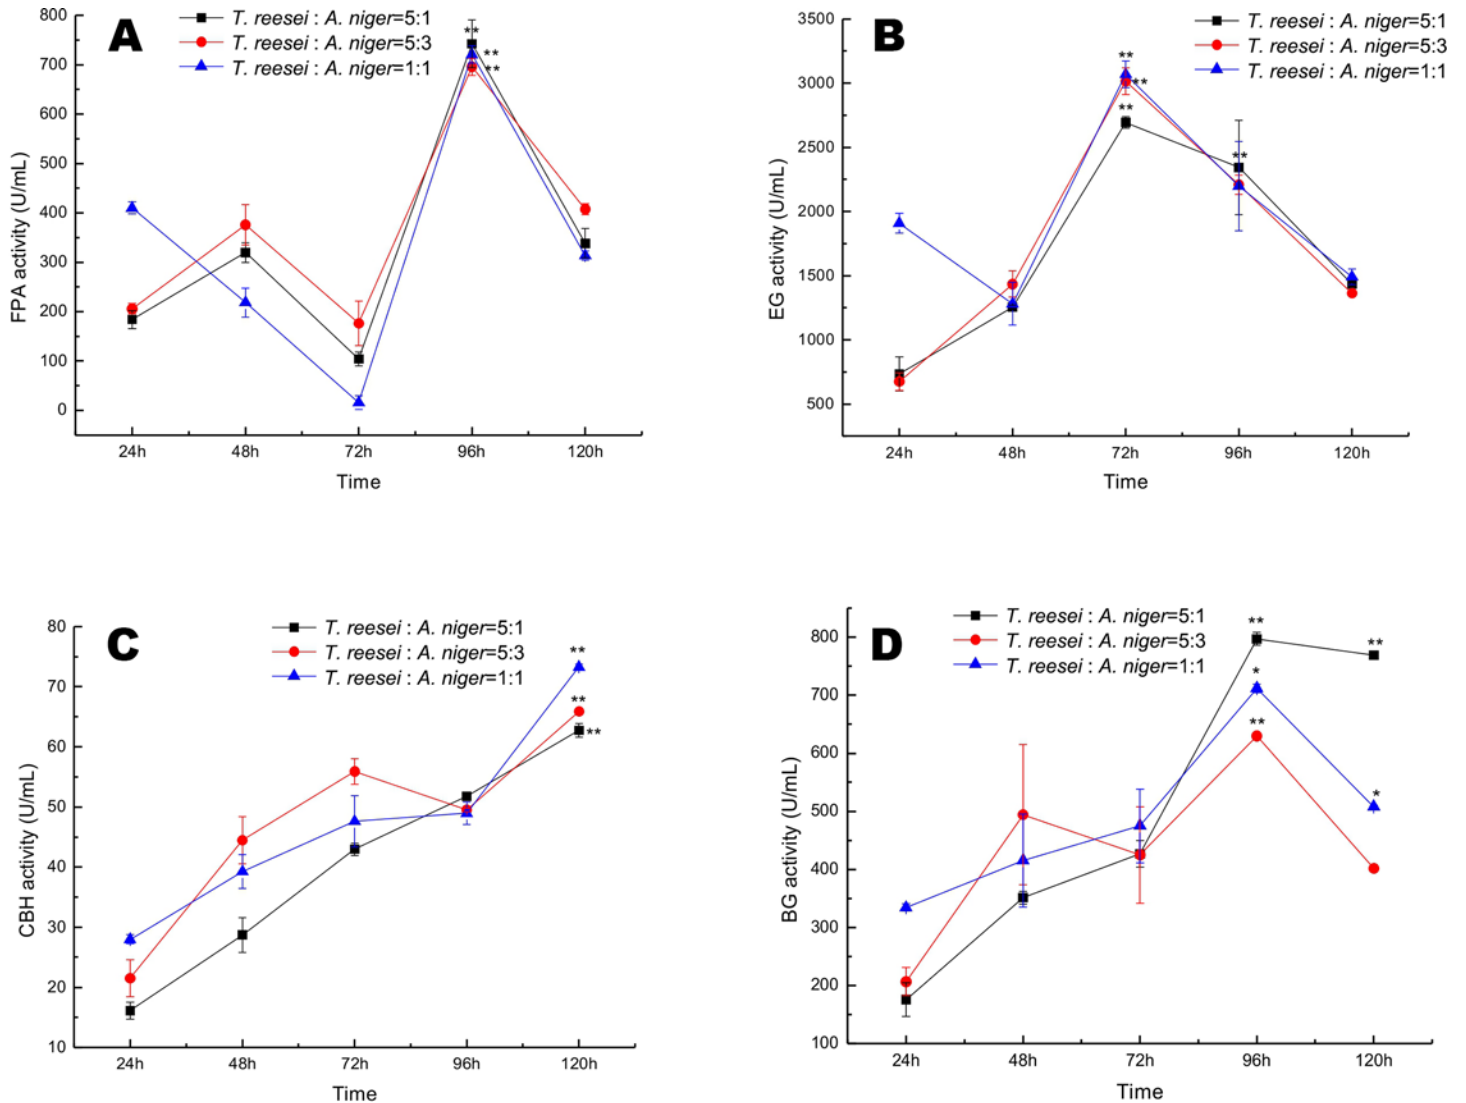 A
T. reesei : A. niger=5:1
T. reesei : A. niger=5:3
T. reesei : A. niger=1:1
FPA activity (U/mL)
800
700
600
500
400
300
200
100
0
**
**
**
24h 48h 72h 96h 120h
Time
B
T. reesei : A. niger=5:1
T. reesei : A. niger=5:3
T. reesei : A. niger=1:1
EG activity (U/mL)
3500
3000
2500
2000
1500
1000
500
**
**
**
**
24h 48h 72h 96h 120h
Time
C
T. reesei : A. niger=5:1
T. reesei : A. niger=5:3
T. reesei : A. niger=1:1
CBH activity (U/mL)
80
70
60
50
40
30
20
10
**
**
**
24h 48h 72h 96h 120h
Time
D
T. reesei : A. niger=5:1
T. reesei : A. niger=5:3
T. reesei : A. niger=1:1
BG activity (U/mL)
800
700
600
500
400
300
200
100
**
**
*
**
*
24h 48h 72h 96h 120h
Time